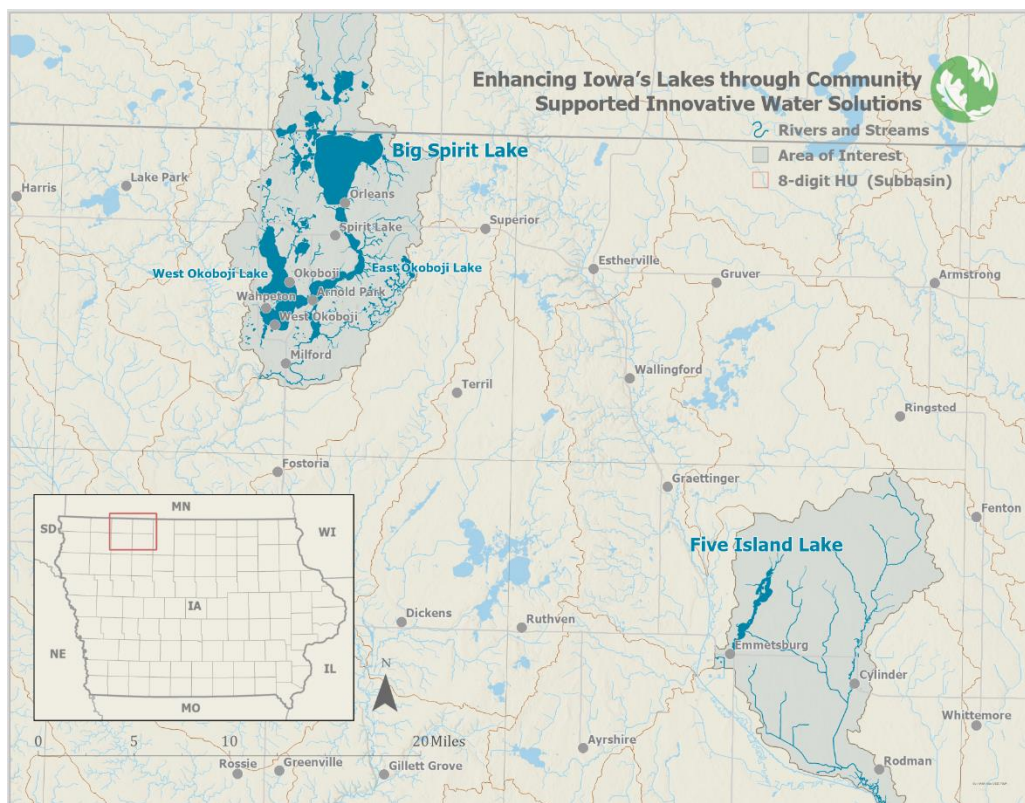 Enhancing Iowa's Lakes through Community
Supported Innovative Water Solutions
Rivers and Streams
Area of Interest
8-digit HU (Subbasin)
Big Spirit Lake
Harris
Lake Park
Orleans
Superior
Spirit Lake
West Okoboji Lake
East Okoboji Lake
Okoboji
Estherville
Gruver
Armstrong
Wahpeton
Arnold Park
West Okoboji
Milford
Terril
Wallingford
Ringsted
Fostoria
Graettinger
Fenton
Five Island Lake
MN
SD
WI
IA
NE
IL
MO
Dickens
Ruthven
Emmetsburg
N
Cylinder
Whittemore
0 5 10 20 Miles
Ayrshire
Rossie
Greenville
Gillett Grove
Rodman